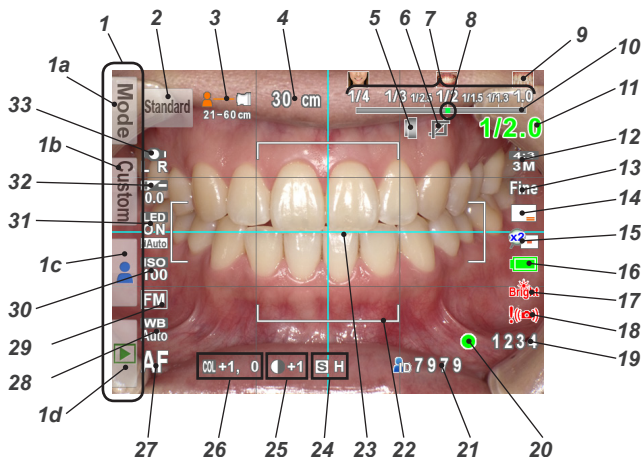 1 2 3 4 5 6 7 8 9
10
1a 11
1b 12
33 13
32 14
31 15
1c 16
30 17
29 18
28 19
1d
27 26 25 24 23 22 21 20
Mode
Custom
Standard
21-60 cm
30 cm
1/4 1/3 1/2.5 1/2 1/1.5 1/1.3 1.0
1/2.0
R
0.0
LED
ON
Auto
ISO
FM
WB
Auto
AF
3M
Fine
x2
Bright
1234
COL +1, 0
+1
S H
ID 7979